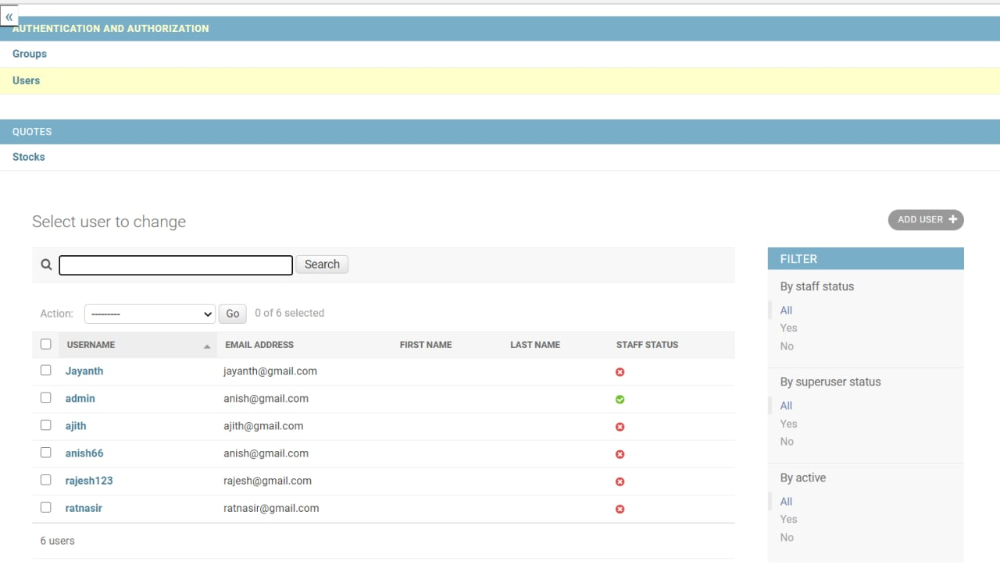 «
AUTHENTICATION AND AUTHORIZATION
Groups
Users
QUOTES
Stocks
Select user to change
ADD USER +
Search
Action: --------- Go 0 of 6 selected
USERNAME EMAIL ADDRESS FIRST NAME LAST NAME STAFF STATUS
Jayanth jayanth@gmail.com
admin anish@gmail.com
ajith ajith@gmail.com
anish66 anish@gmail.com
rajesh123 rajesh@gmail.com
ratnasir ratnasir@gmail.com
6 users
FILTER
By staff status
All
Yes
No
By superuser status
All
Yes
No
By active
All
Yes
No